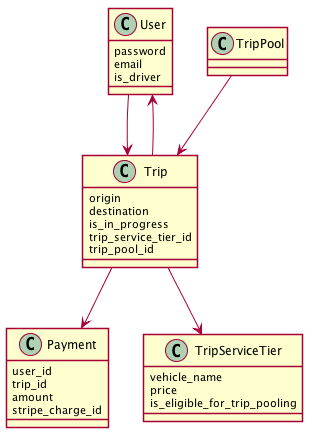 C User
password
email
is_driver
C TripPool
C Trip
origin
destination
is_in_progress
trip_service_tier_id
trip_pool_id
C Payment
user_id
trip_id
amount
stripe_charge_id
C TripServiceTier
vehicle_name
price
is_eligible_for_trip_pooling